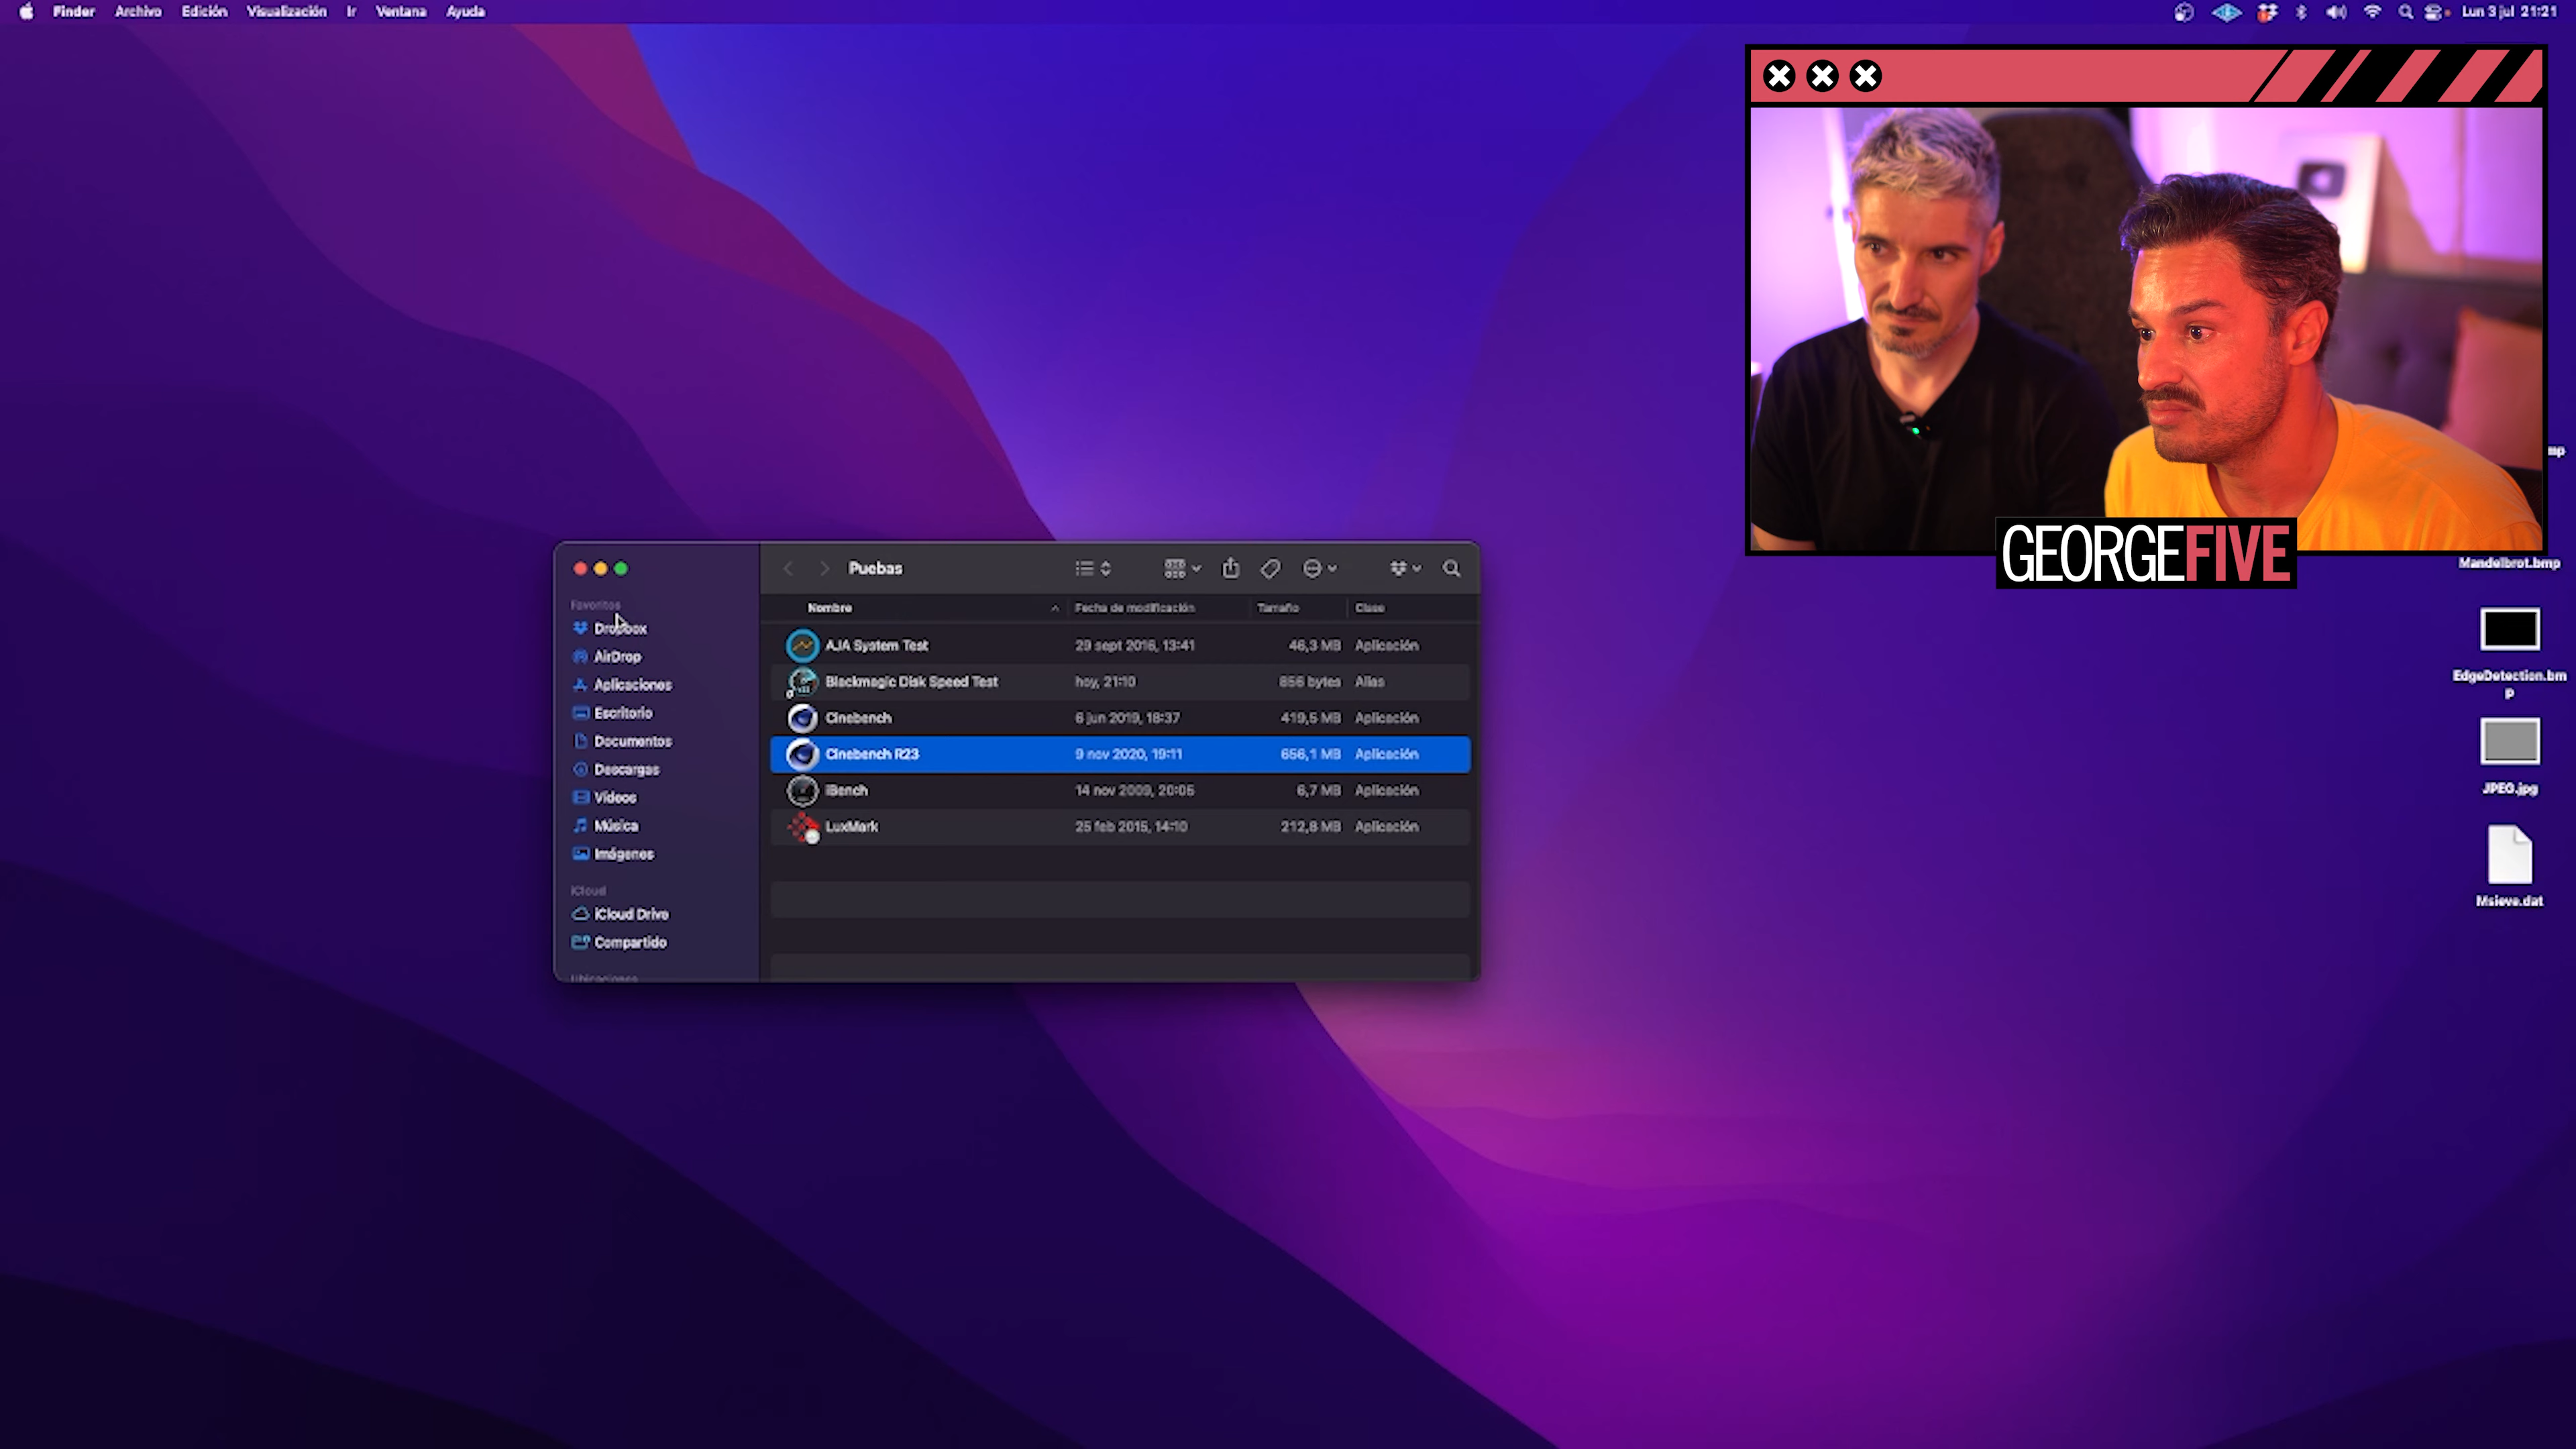 Finder Archivo Edición Visualización Ir Ventana Ayuda
Lun 3 jul 21:21
GEORGEFIVE
mp
Mandelbrot.bmp
EdgeDetection.bm
p
JPEG.jpg
Msieve.dat
Puebas
Favoritos
Dropbox
AirDrop
Aplicaciones
Escritorio
Documentos
Descargas
Vídeos
Música
Imágenes
iCloud
iCloud Drive
Compartido
Ubicaciones
Nombre Fecha de modificación Tamaño Clase
AJA System Test 29 sept 2016, 13:41 46,3 MB Aplicación
Blackmagic Disk Speed Test hoy, 21:10 856 bytes Alias
Cinebench 6 jun 2019, 18:37 419,5 MB Aplicación
Cinebench R23 9 nov 2020, 19:11 656,1 MB Aplicación
iBench 14 nov 2009, 20:05 6,7 MB Aplicación
LuxMark 25 feb 2015, 14:10 212,8 MB Aplicación